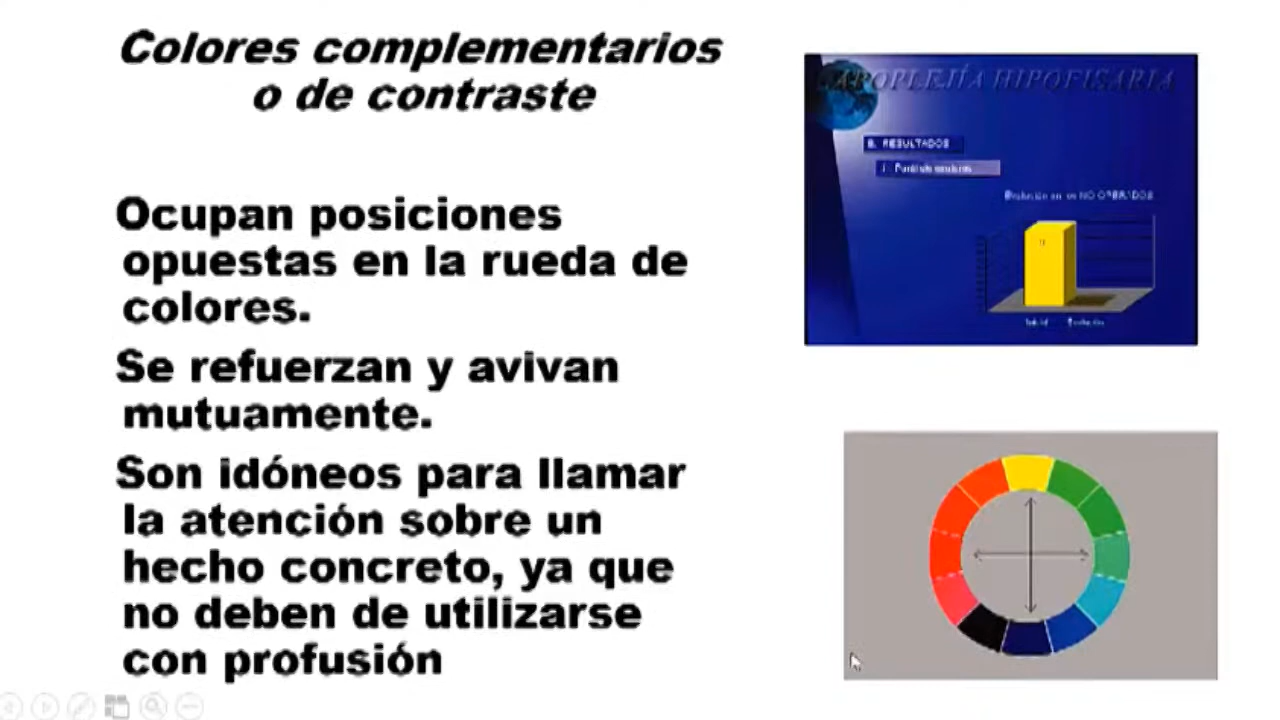 Colores complementarios
o de contraste
Ocupan posiciones
opuestas en la rueda de
colores.
Se refuerzan y avivan
mutuamente.
Son idóneos para llamar
la atención sobre un
hecho concreto, ya que
no deben de utilizarse
con profusión
APOPLEJÍA HIPOFISARIA
RESULTADOS
NO OPERADOS